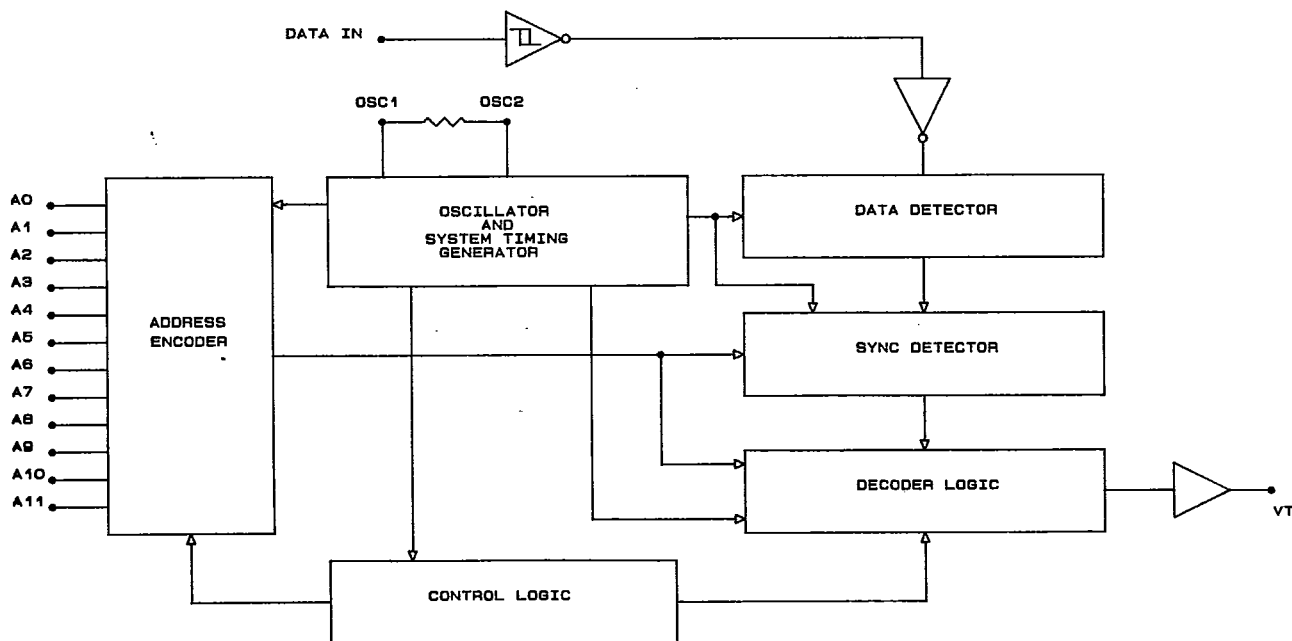 DATA IN
OSC1
OSC2
A0
A1
A2
A3
A4
A5
A6
A7
A8
A9
A10
A11
ADDRESS
ENCODER
OSCILLATOR
AND
SYSTEM TIMING
GENERATOR
DATA DETECTOR
SYNC DETECTOR
DECODER LOGIC
VT
CONTROL LOGIC